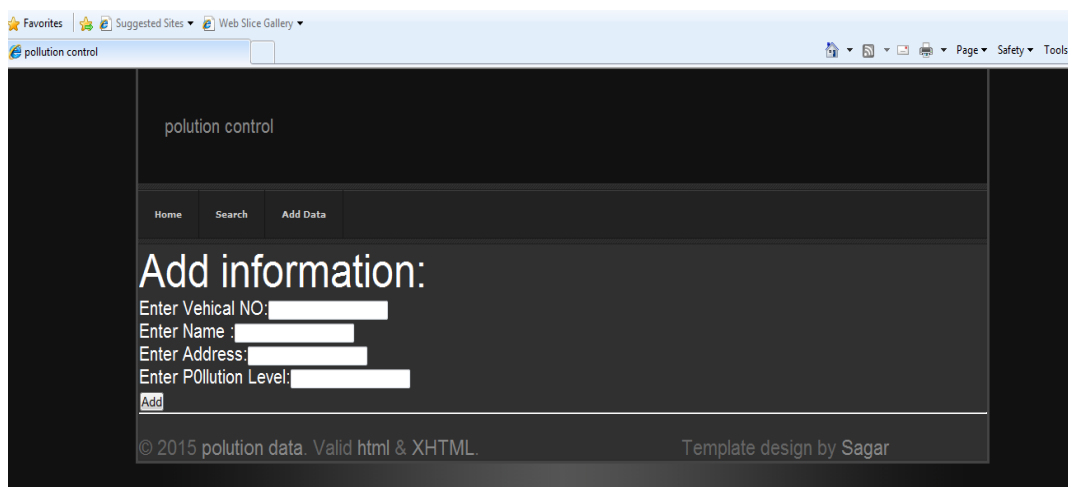 Favorites Suggested Sites Web Slice Gallery
pollution control Page Safety Tools
polution control
Home Search Add Data
Add information:
Enter Vehical NO:
Enter Name :
Enter Address:
Enter P0llution Level:
Add
© 2015 polution data. Valid html & XHTML. Template design by Sagar